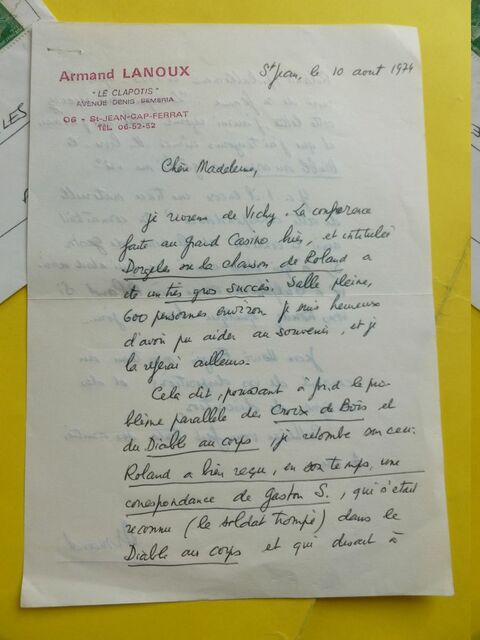 Armand LANOUX
"LE CLAPOTIS"
AVENUE DENIS SEMERIA
06 - St-JEAN-CAP-FERRAT
TÉL. 06-52-52
St Jean, le 10 aout 1974
Chère Madeleine,
je reviens de Vichy. La conférence
faite au Grand Casino, hier, et intitulée
Dorgelès ou la chanson de Roland a
été un très gros succès. Salle pleine,
600 personnes environ. je suis heureux
d'avoir pu aider au souvenir, et je
la referai ailleurs.
Cela dit, poussant à fond le pro
blème parallèle des Croix de Bois et
du Diable au corps je retombe sur ceci
Roland a bien reçu, en son temps, une
correspondance de Gaston S., qui s'était
reconnu (le soldat trompé) dans le
Diable au corps et qui disait à
LES